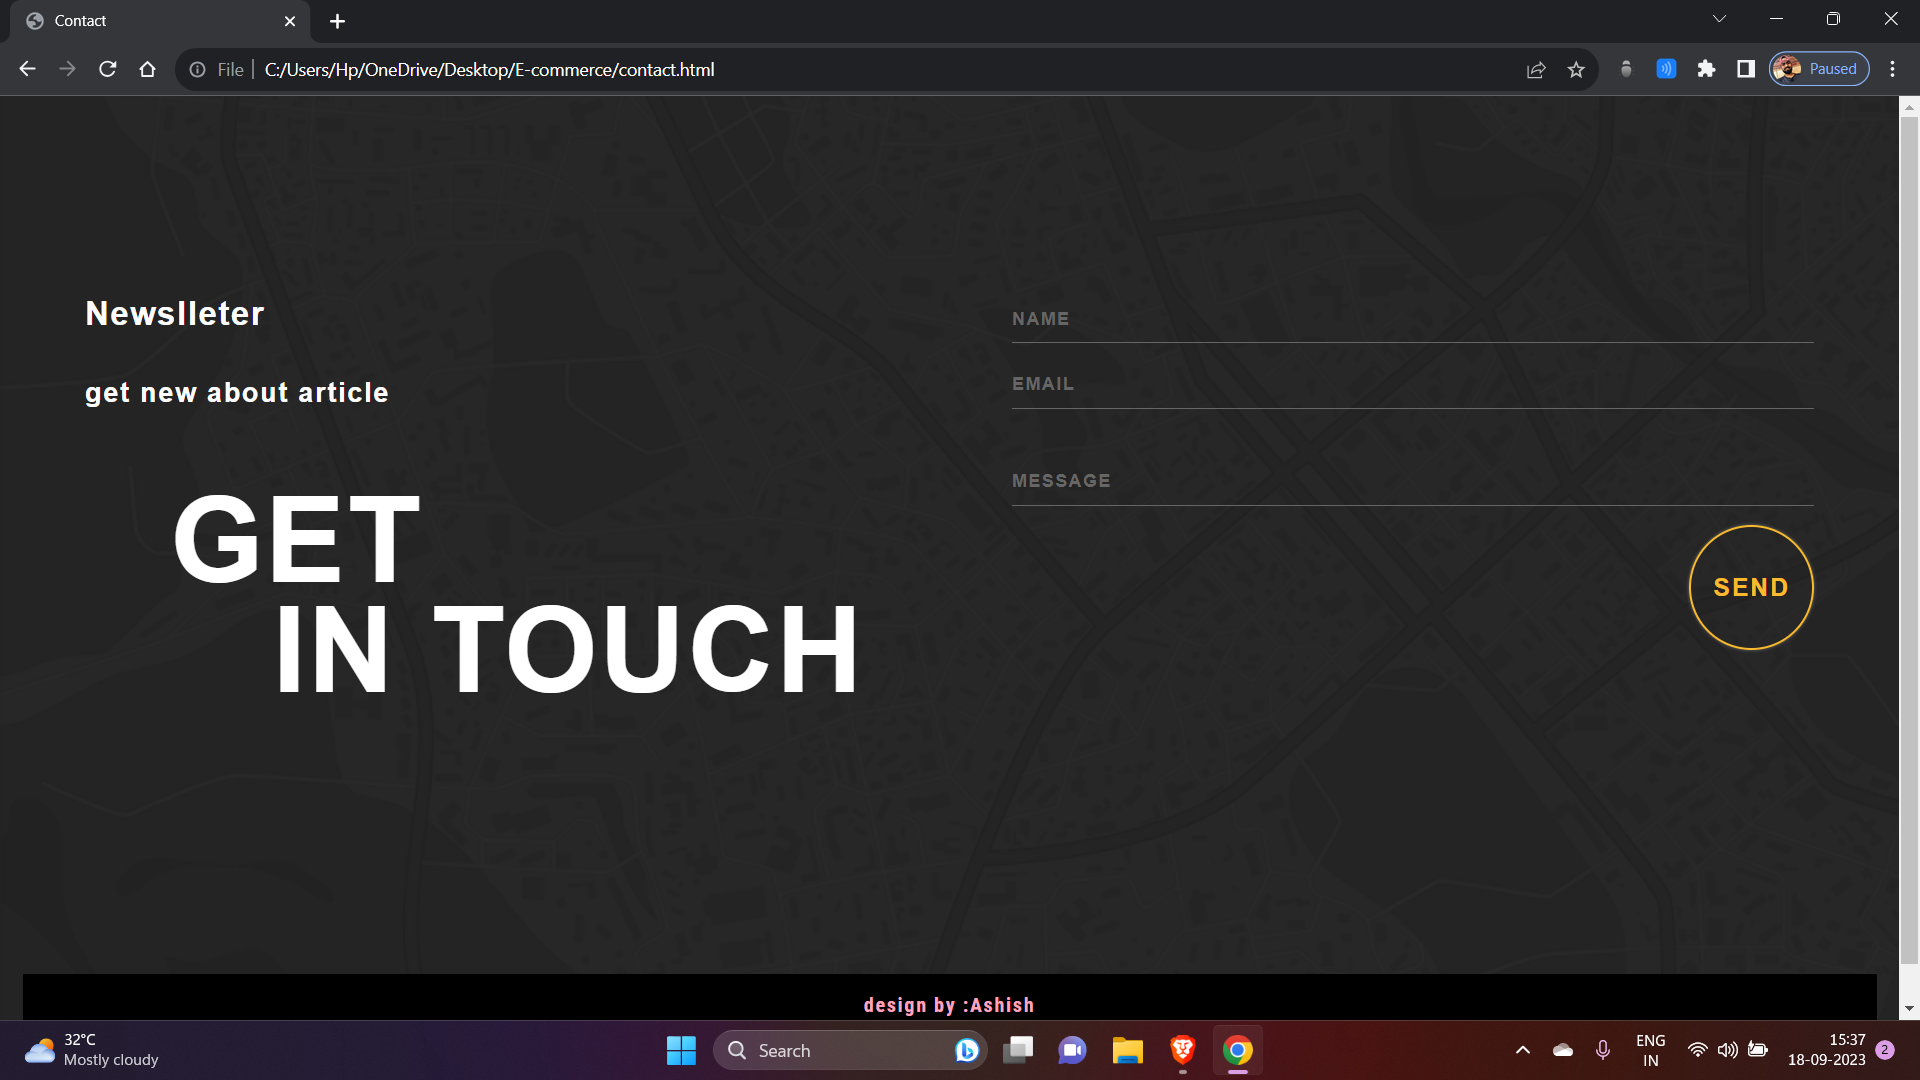 Contact
File
C:/Users/Hp/OneDrive/Desktop/E-commerce/contact.html
Paused
Newslleter
get new about article
GET
IN TOUCH
NAME
EMAIL
MESSAGE
SEND
design by :Ashish
32°C
Mostly cloudy
Search
ENG
IN
15:37
18-09-2023
2